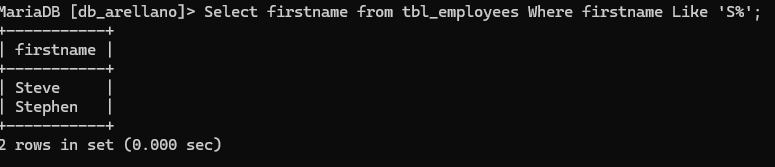 MariaDB [db_arellano]> Select firstname from tbl_employees Where firstname Like 'S%';
+-----------+
| firstname |
+-----------+
| Steve     |
| Stephen   |
+-----------+
2 rows in set (0.000 sec)